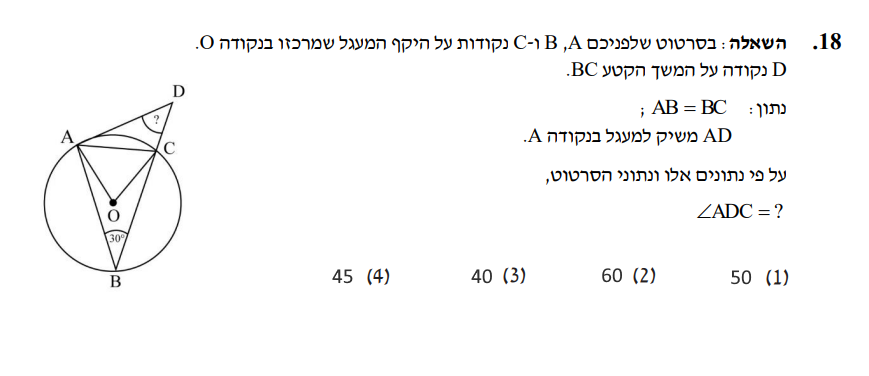 18. השאלה : בסרטוט שלפניכם A, B ו-C נקודות על היקף המעגל שמרכזו בנקודה O.
D נקודה על המשך הקטע BC.
נתון : AB = BC ;
AD משיק למעגל בנקודה A.
על פי נתונים אלו ונתוני הסרטוט,
∠ADC = ?
D
?
A
C
O
30°
B
(1) 50 (2) 60 (3) 40 (4) 45